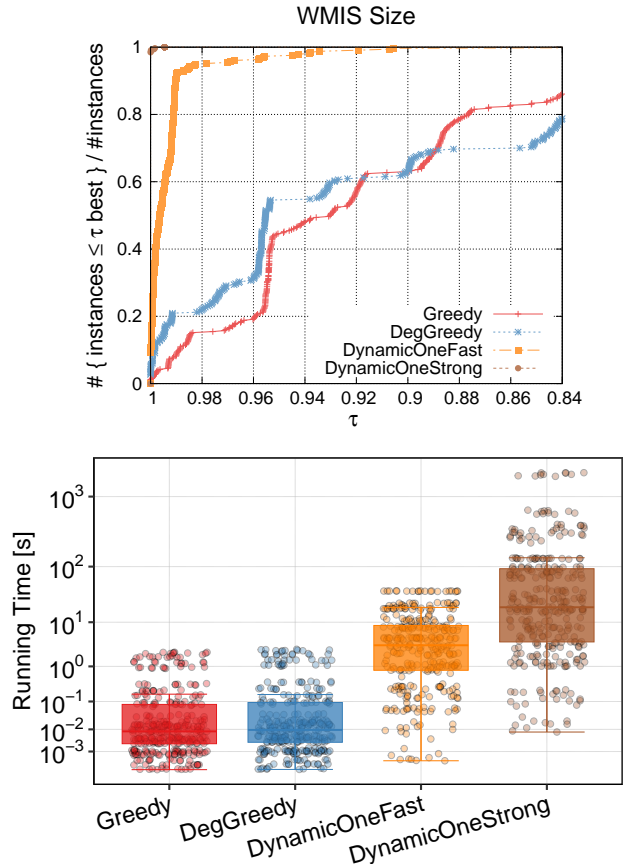 WMIS Size
# { instances ≤ τ best } / #instances
1
0.8
0.6
0.4
0.2
0
1 0.98 0.96 0.94 0.92 0.9 0.88 0.86 0.84
τ
Greedy
DegGreedy
DynamicOneFast
DynamicOneStrong
Running Time [s]
10³
10²
10¹
10⁰
10⁻¹
10⁻²
10⁻³
Greedy DegGreedy DynamicOneFast DynamicOneStrong